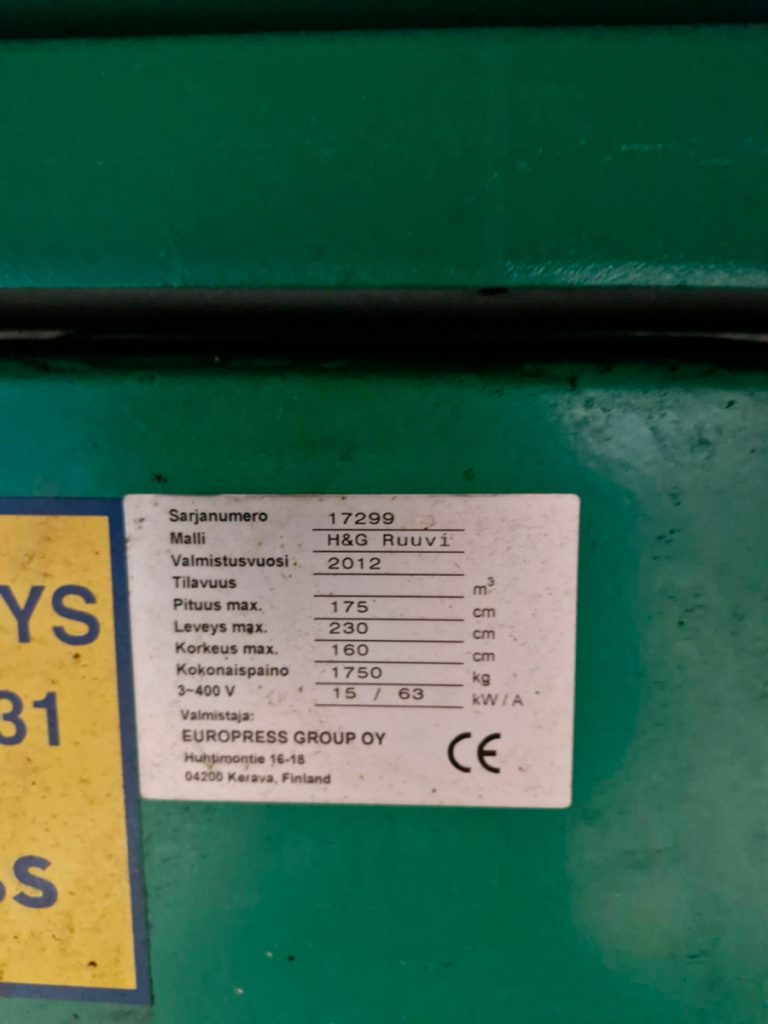 Sarjanumero 17299
Malli H&G Ruuvi
Valmistusvuosi 2012
Tilavuus m³
Pituus max. 175 cm
Leveys max. 230 cm
Korkeus max. 160 cm
Kokonaispaino 1750 kg
3~400 V 15 / 63 kW / A
Valmistaja:
EUROPRESS GROUP OY
Huhtimontie 16-18
04200 Kerava, Finland
CE
YS
31
SS